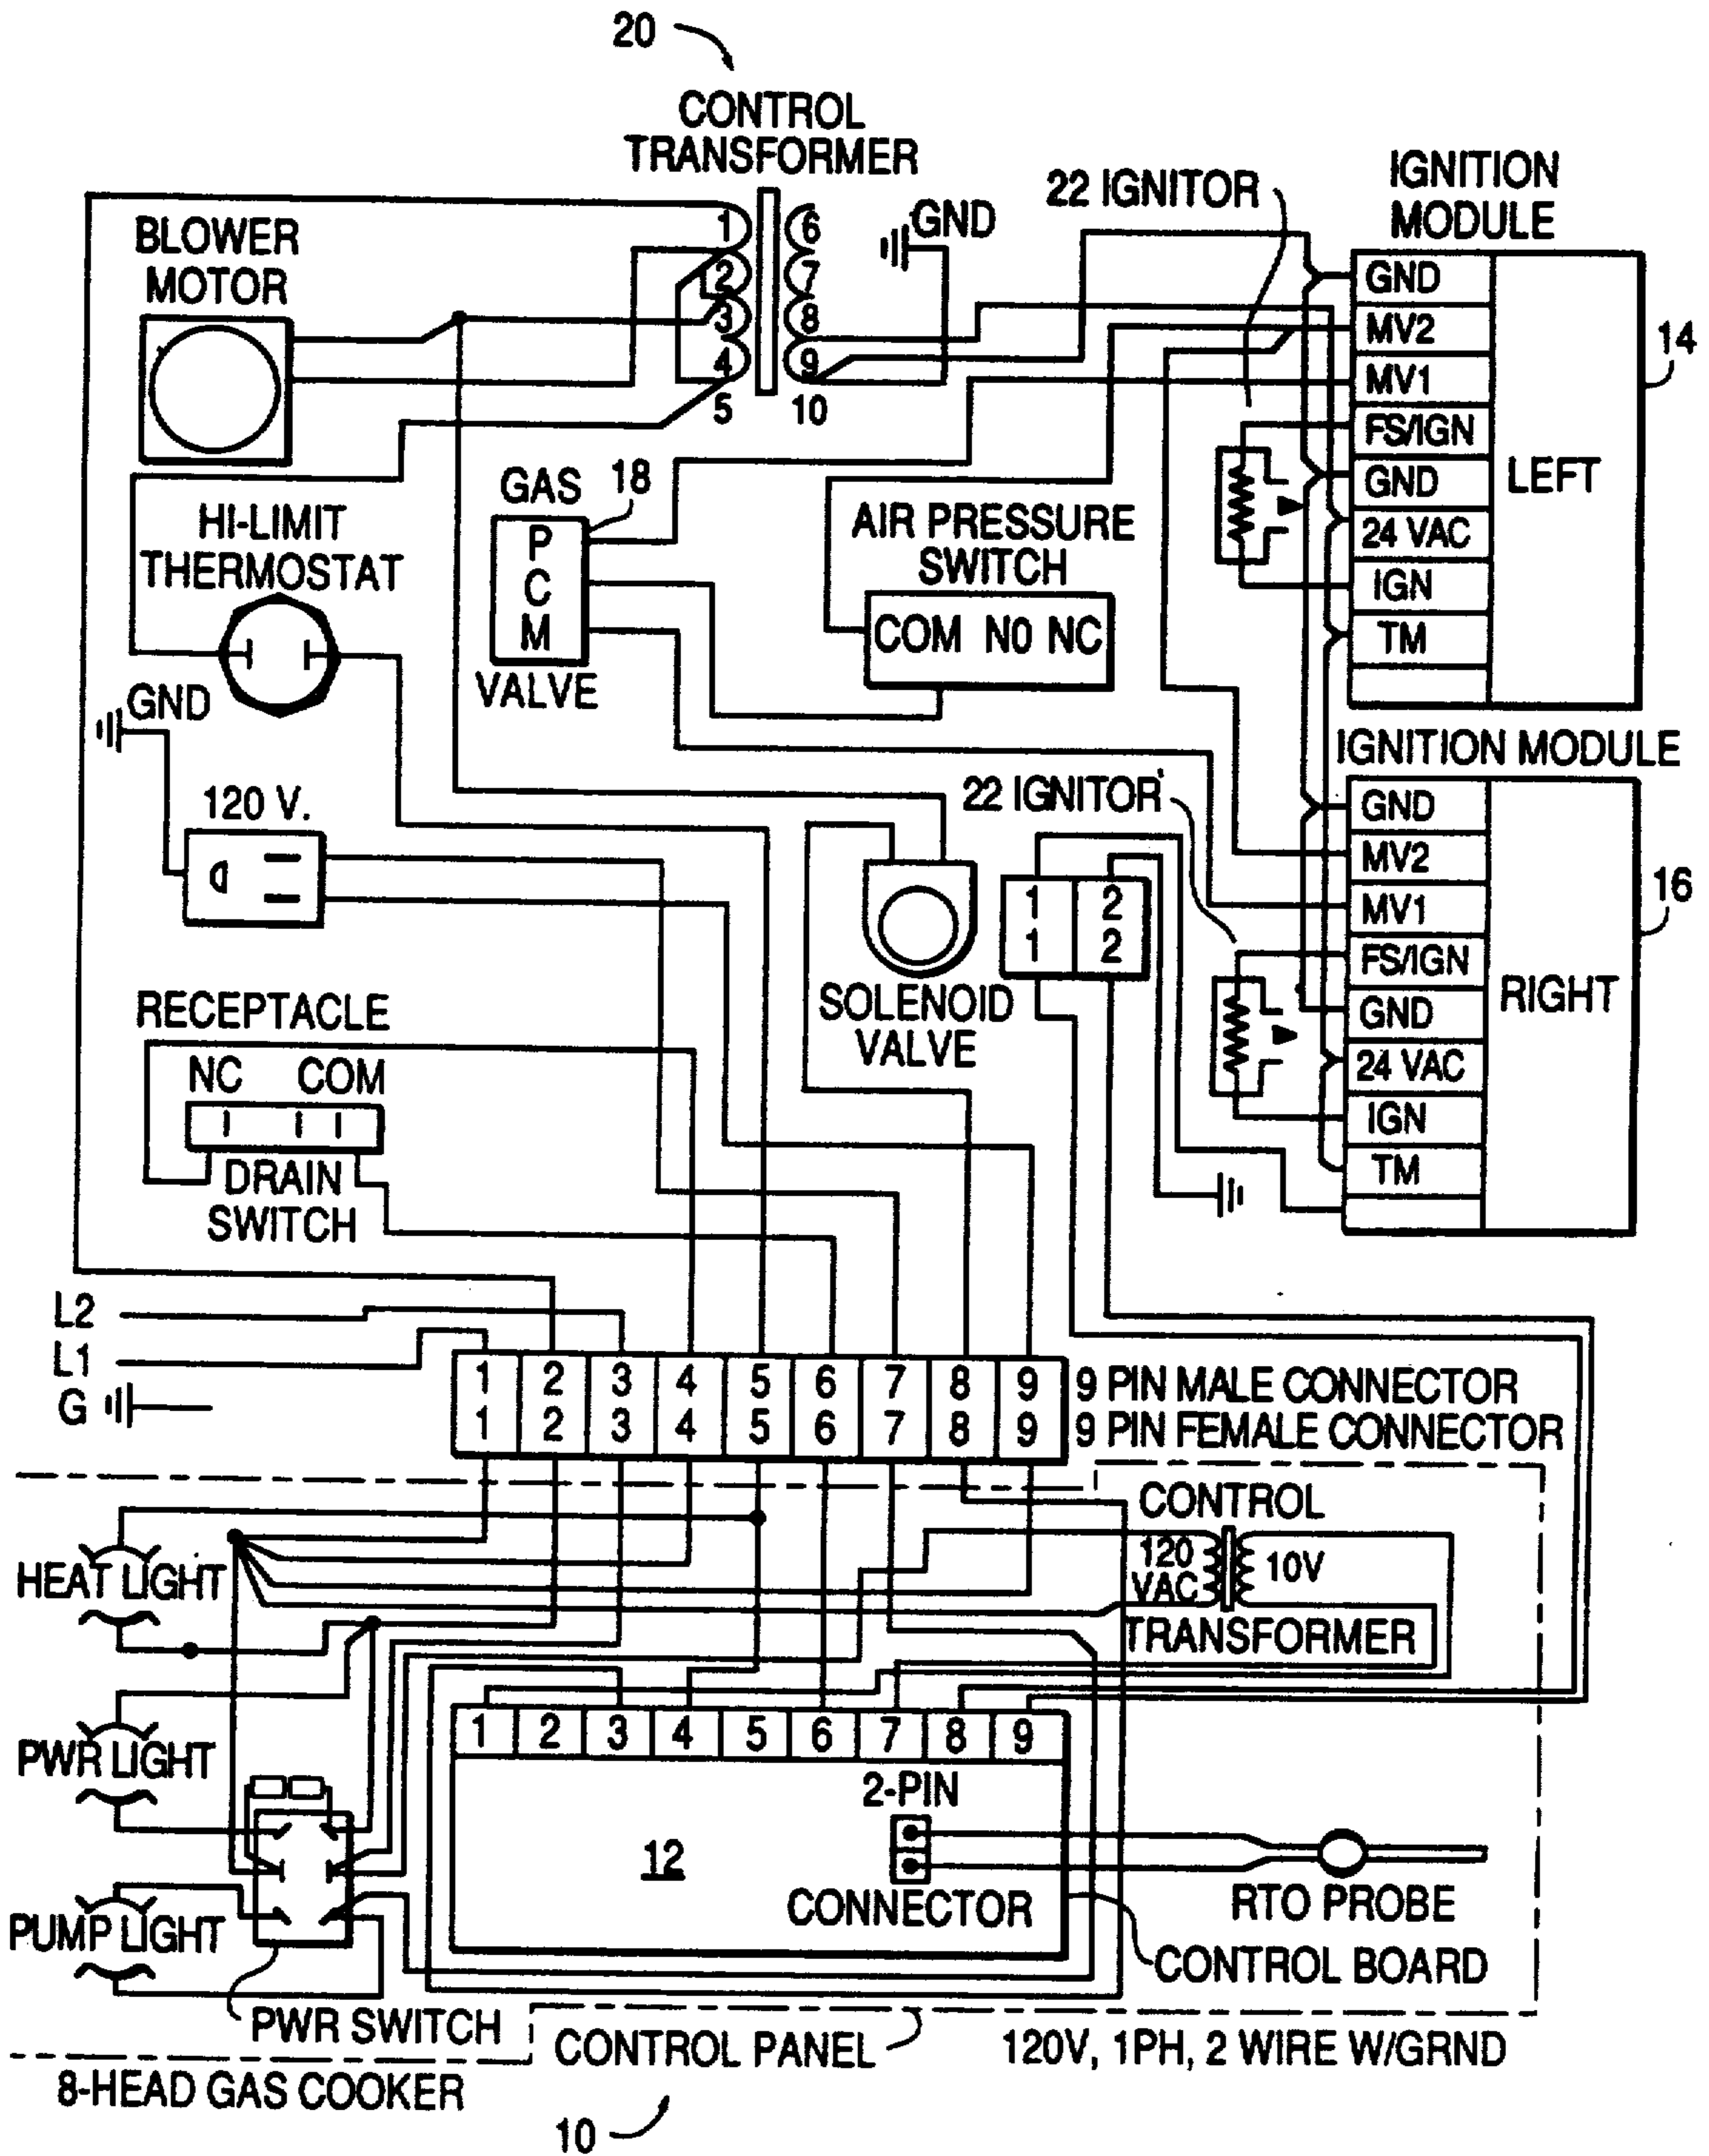 20
CONTROL
TRANSFORMER
22 IGNITOR
IGNITION
MODULE
BLOWER
MOTOR
1
2
3
4
5
6
7
8
9
10
GND
GND
MV2
MV1
FS/IGN
GND
24 VAC
IGN
TM
LEFT
14
HI-LIMIT
THERMOSTAT
GAS
18
P
C
M
VALVE
AIR PRESSURE
SWITCH
COM N0 NC
GND
120 V.
22 IGNITOR
IGNITION MODULE
GND
MV2
MV1
FS/IGN
GND
24 VAC
IGN
TM
RIGHT
16
1 2
1 2
SOLENOID
VALVE
RECEPTACLE
NC COM
DRAIN
SWITCH
L2
L1
G
1 2 3 4 5 6 7 8 9
9 PIN MALE CONNECTOR
1 2 3 4 5 6 7 8 9
9 PIN FEMALE CONNECTOR
CONTROL
120
VAC
10V
TRANSFORMER
HEAT LIGHT
PWR LIGHT
PUMP LIGHT
PWR SWITCH
1 2 3 4 5 6 7 8 9
2-PIN
12
CONNECTOR
RTO PROBE
CONTROL BOARD
CONTROL PANEL
120V, 1PH, 2 WIRE W/GRND
8-HEAD GAS COOKER
10